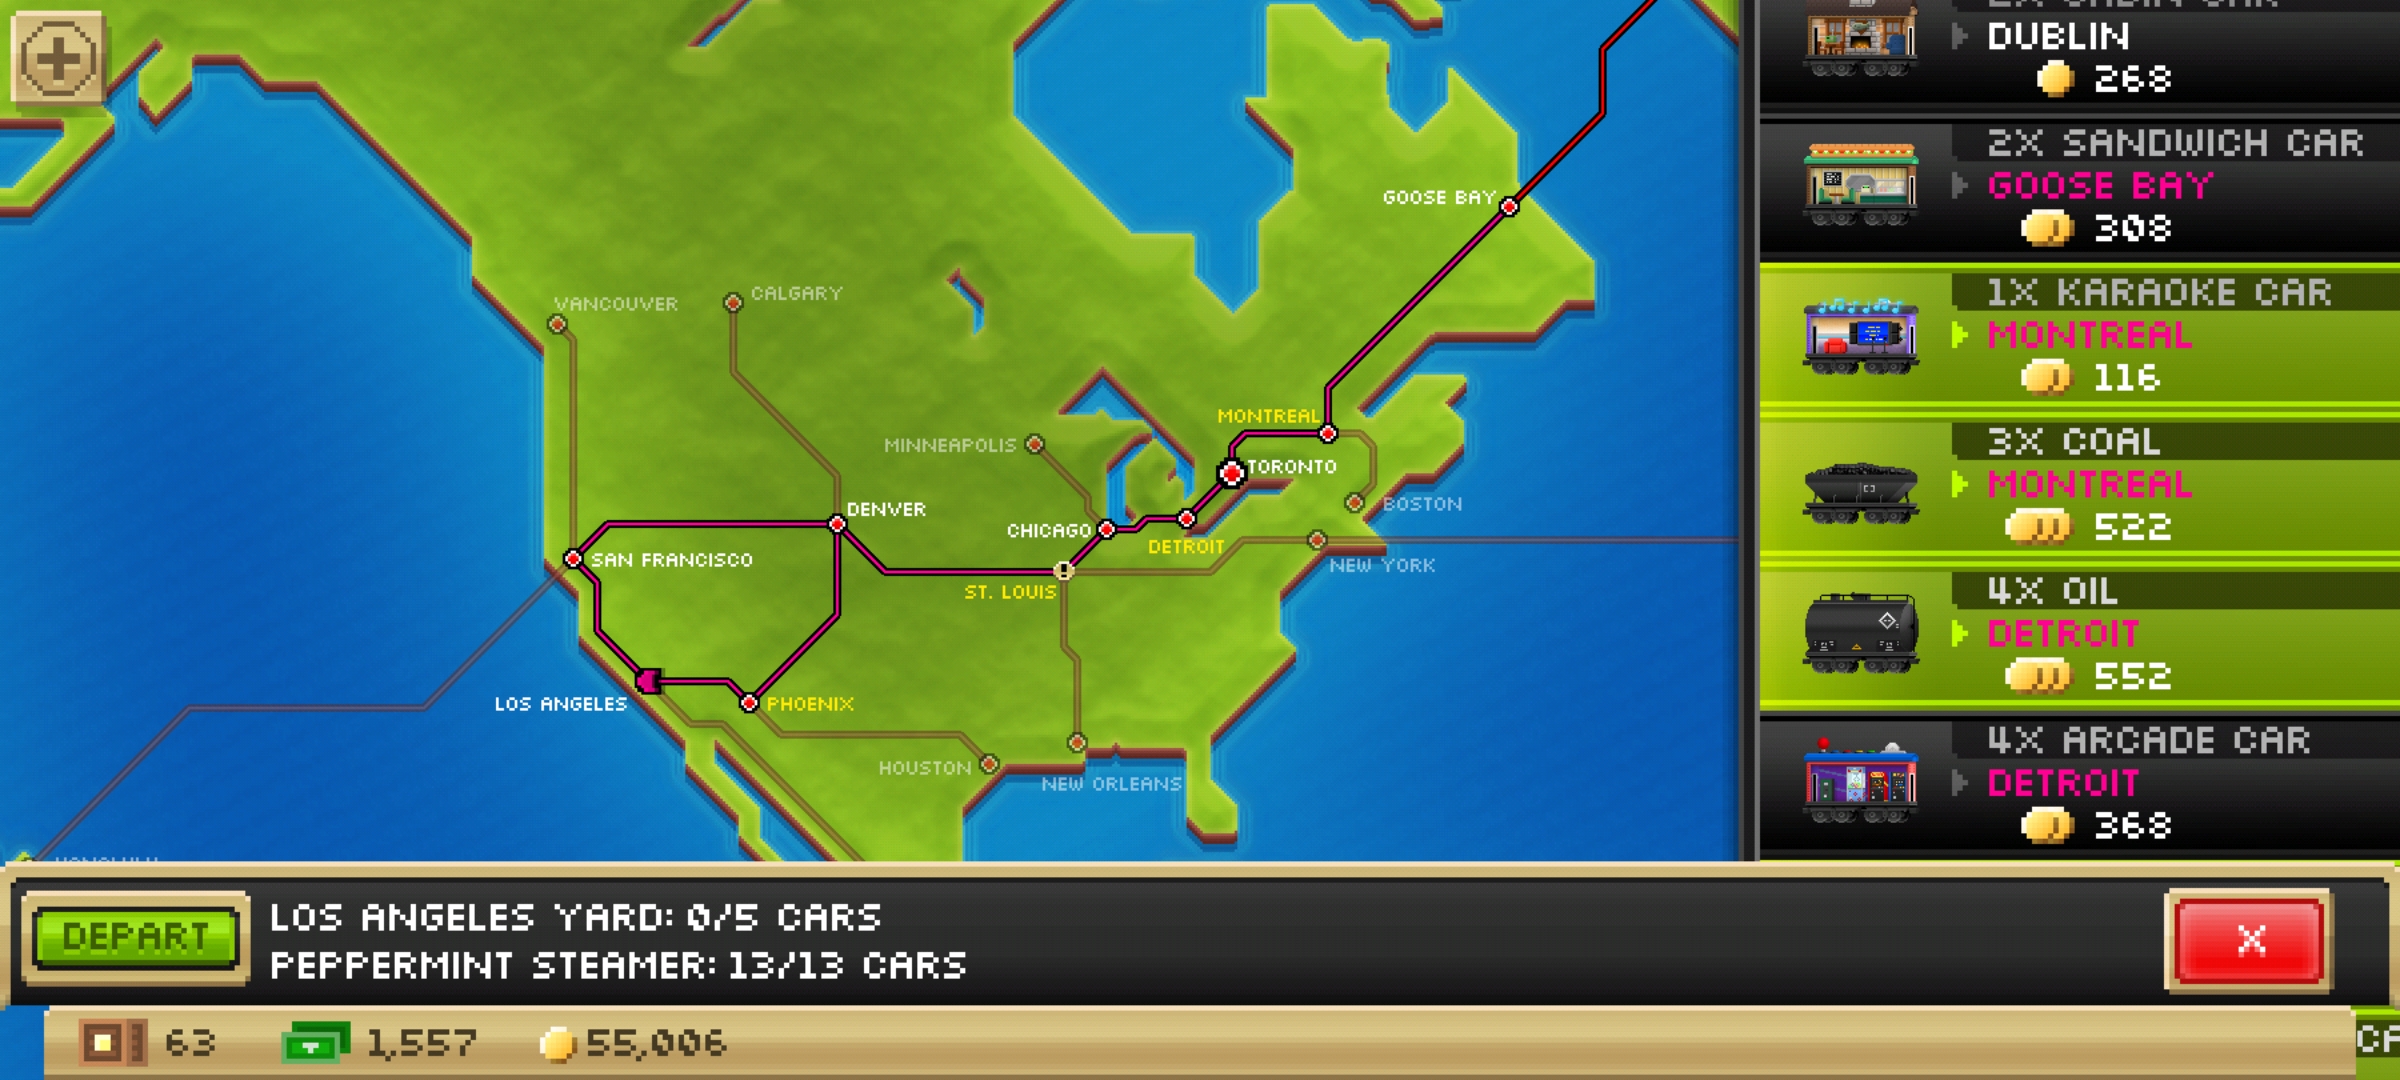 DUBLIN
268
2X SANDWICH CAR
GOOSE BAY
308
1X KARAOKE CAR
MONTREAL
116
3X COAL
MONTREAL
522
4X OIL
DETROIT
552
4X ARCADE CAR
DETROIT
368
GOOSE BAY
VANCOUVER
CALGARY
MONTREAL
MINNEAPOLIS
TORONTO
BOSTON
DENVER
CHICAGO
DETROIT
SAN FRANCISCO
NEW YORK
ST. LOUIS
LOS ANGELES
PHOENIX
HOUSTON
NEW ORLEANS
DEPART
LOS ANGELES YARD: 0/5 CARS
PEPPERMINT STEAMER: 13/13 CARS
X
63
1,557
55,006